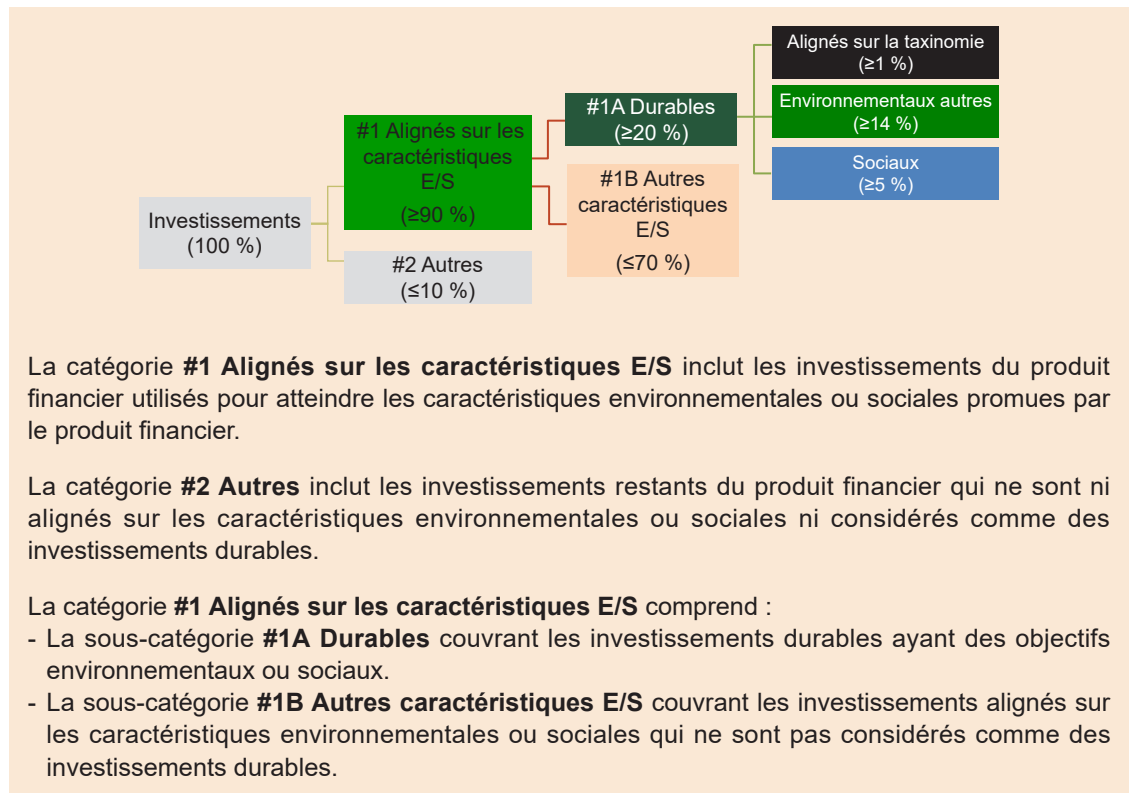 Investissements
(100 %)
#1 Alignés sur les
caractéristiques
E/S
(≥90 %)
#2 Autres
(≤10 %)
#1A Durables
(≥20 %)
#1B Autres
caractéristiques
E/S
(≤70 %)
Alignés sur la taxinomie
(≥1 %)
Environnementaux autres
(≥14 %)
Sociaux
(≥5 %)
La catégorie #1 Alignés sur les caractéristiques E/S inclut les investissements du produit
financier utilisés pour atteindre les caractéristiques environnementales ou sociales promues par
le produit financier.
La catégorie #2 Autres inclut les investissements restants du produit financier qui ne sont ni
alignés sur les caractéristiques environnementales ou sociales ni considérés comme des
investissements durables.
La catégorie #1 Alignés sur les caractéristiques E/S comprend :
- La sous-catégorie #1A Durables couvrant les investissements durables ayant des objectifs
environnementaux ou sociaux.
- La sous-catégorie #1B Autres caractéristiques E/S couvrant les investissements alignés sur
les caractéristiques environnementales ou sociales qui ne sont pas considérés comme des
investissements durables.